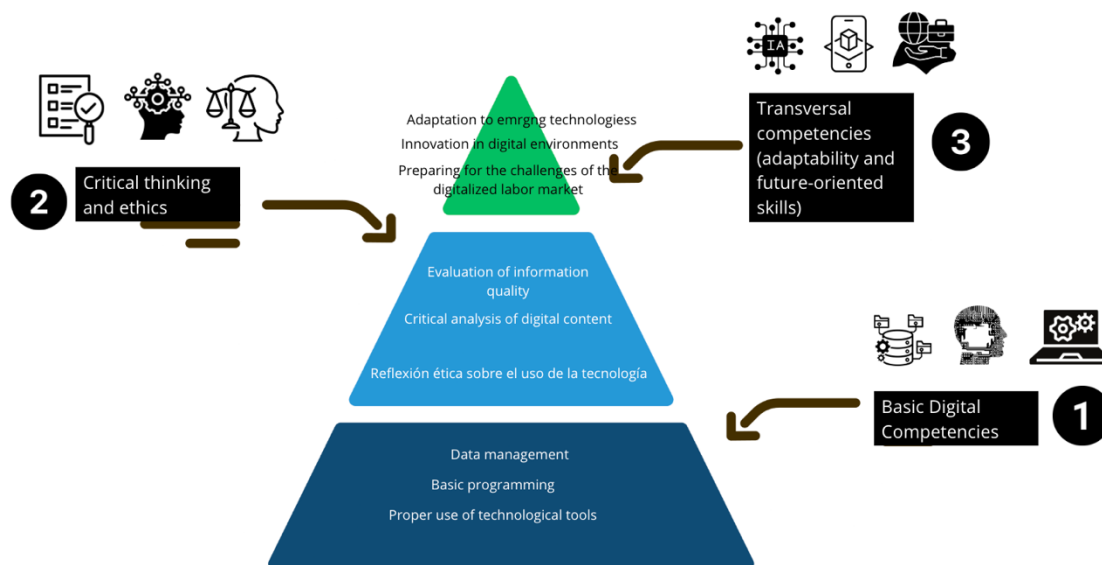 IA
Adaptation to emrgng technologiess
Innovation in digital environments
Preparing for the challenges of the
digitalized labor market
Transversal
competencies
(adaptability and
future-oriented
skills)
3
2
Critical thinking
and ethics
Evaluation of information
quality
Critical analysis of digital content
Reflexión ética sobre el uso de la tecnología
Basic Digital
Competencies
1
Data management
Basic programming
Proper use of technological tools